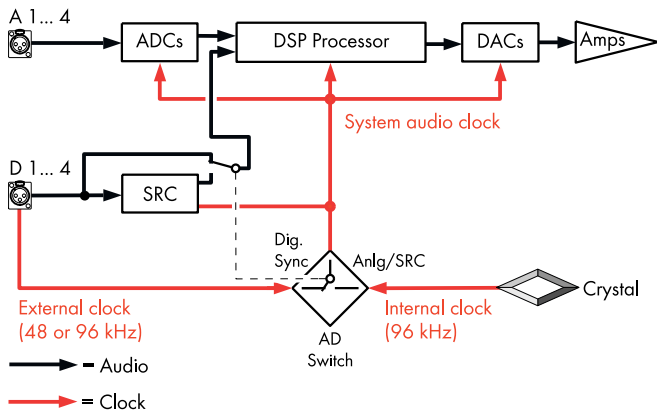 A 1... 4
ADCs
DSP Processor
DACs
Amps
System audio clock
D 1... 4
SRC
Dig.
Sync
Anlg/SRC
External clock
(48 or 96 kHz)
Internal clock
(96 kHz)
Crystal
AD
Switch
= Audio
= Clock